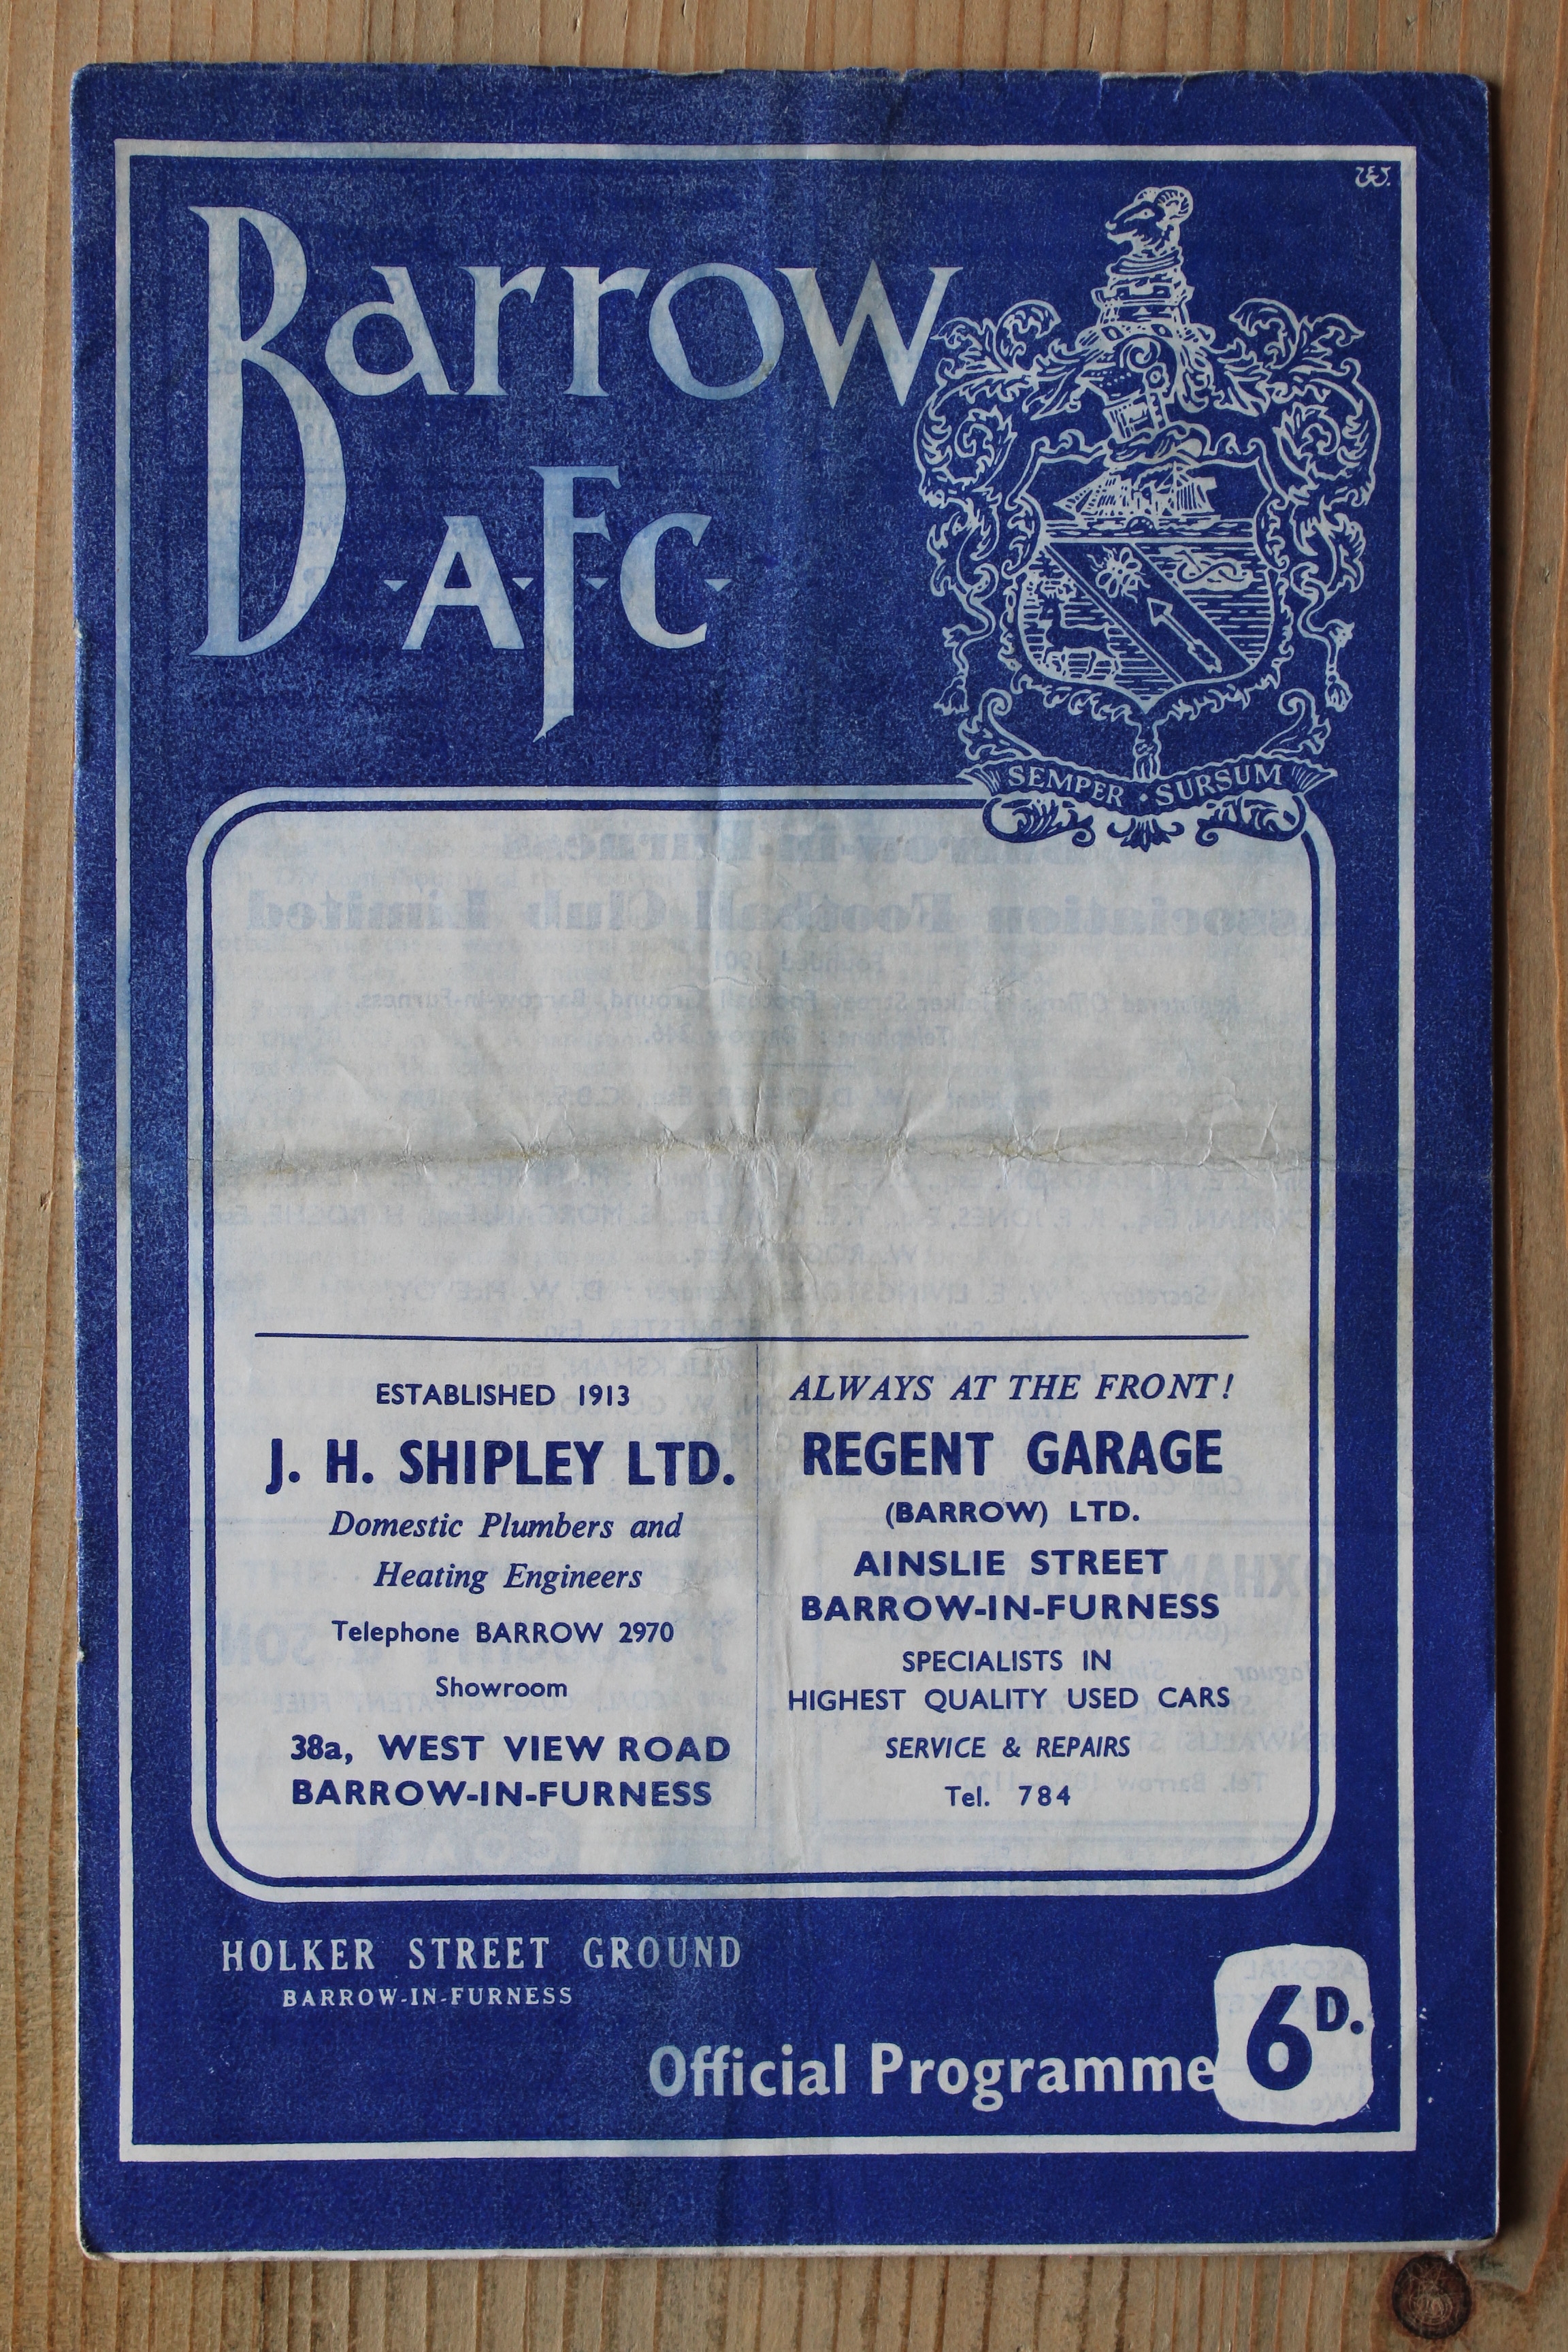 Barrow
A.F.C.
SEMPER · SURSUM
ESTABLISHED 1913
J. H. SHIPLEY LTD.
Domestic Plumbers and
Heating Engineers
Telephone BARROW 2970
Showroom
38a, WEST VIEW ROAD
BARROW-IN-FURNESS
ALWAYS AT THE FRONT!
REGENT GARAGE
(BARROW) LTD.
AINSLIE STREET
BARROW-IN-FURNESS
SPECIALISTS IN
HIGHEST QUALITY USED CARS
SERVICE & REPAIRS
Tel. 784
HOLKER STREET GROUND
BARROW-IN-FURNESS
Official Programme 6D.